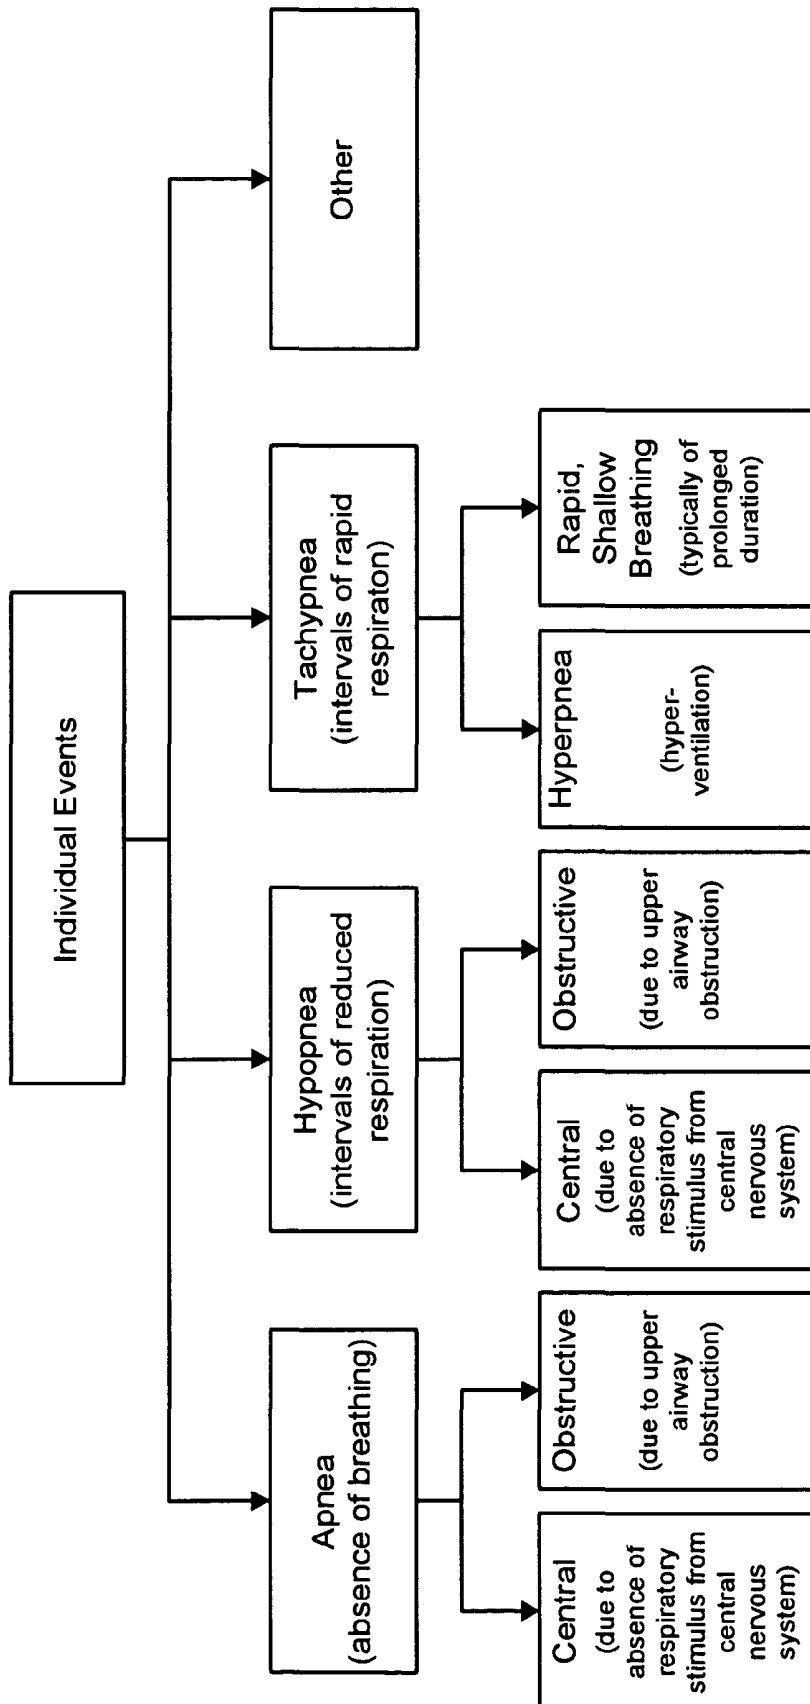 Individual Events
Apnea
(absence of breathing)
Hypopnea
(intervals of reduced
respiration)
Tachypnea
(intervals of rapid
respiraton)
Other
Central
(due to
absence of
respiratory
stimulus from
central
nervous
system)
Obstructive
(due to upper
airway
obstruction)
Central
(due to
absence of
respiratory
stimulus from
central
nervous
system)
Obstructive
(due to upper
airway
obstruction)
Hyperpnea
(hyper-
ventilation)
Rapid,
Shallow
Breathing
(typically of
prolonged
duration)